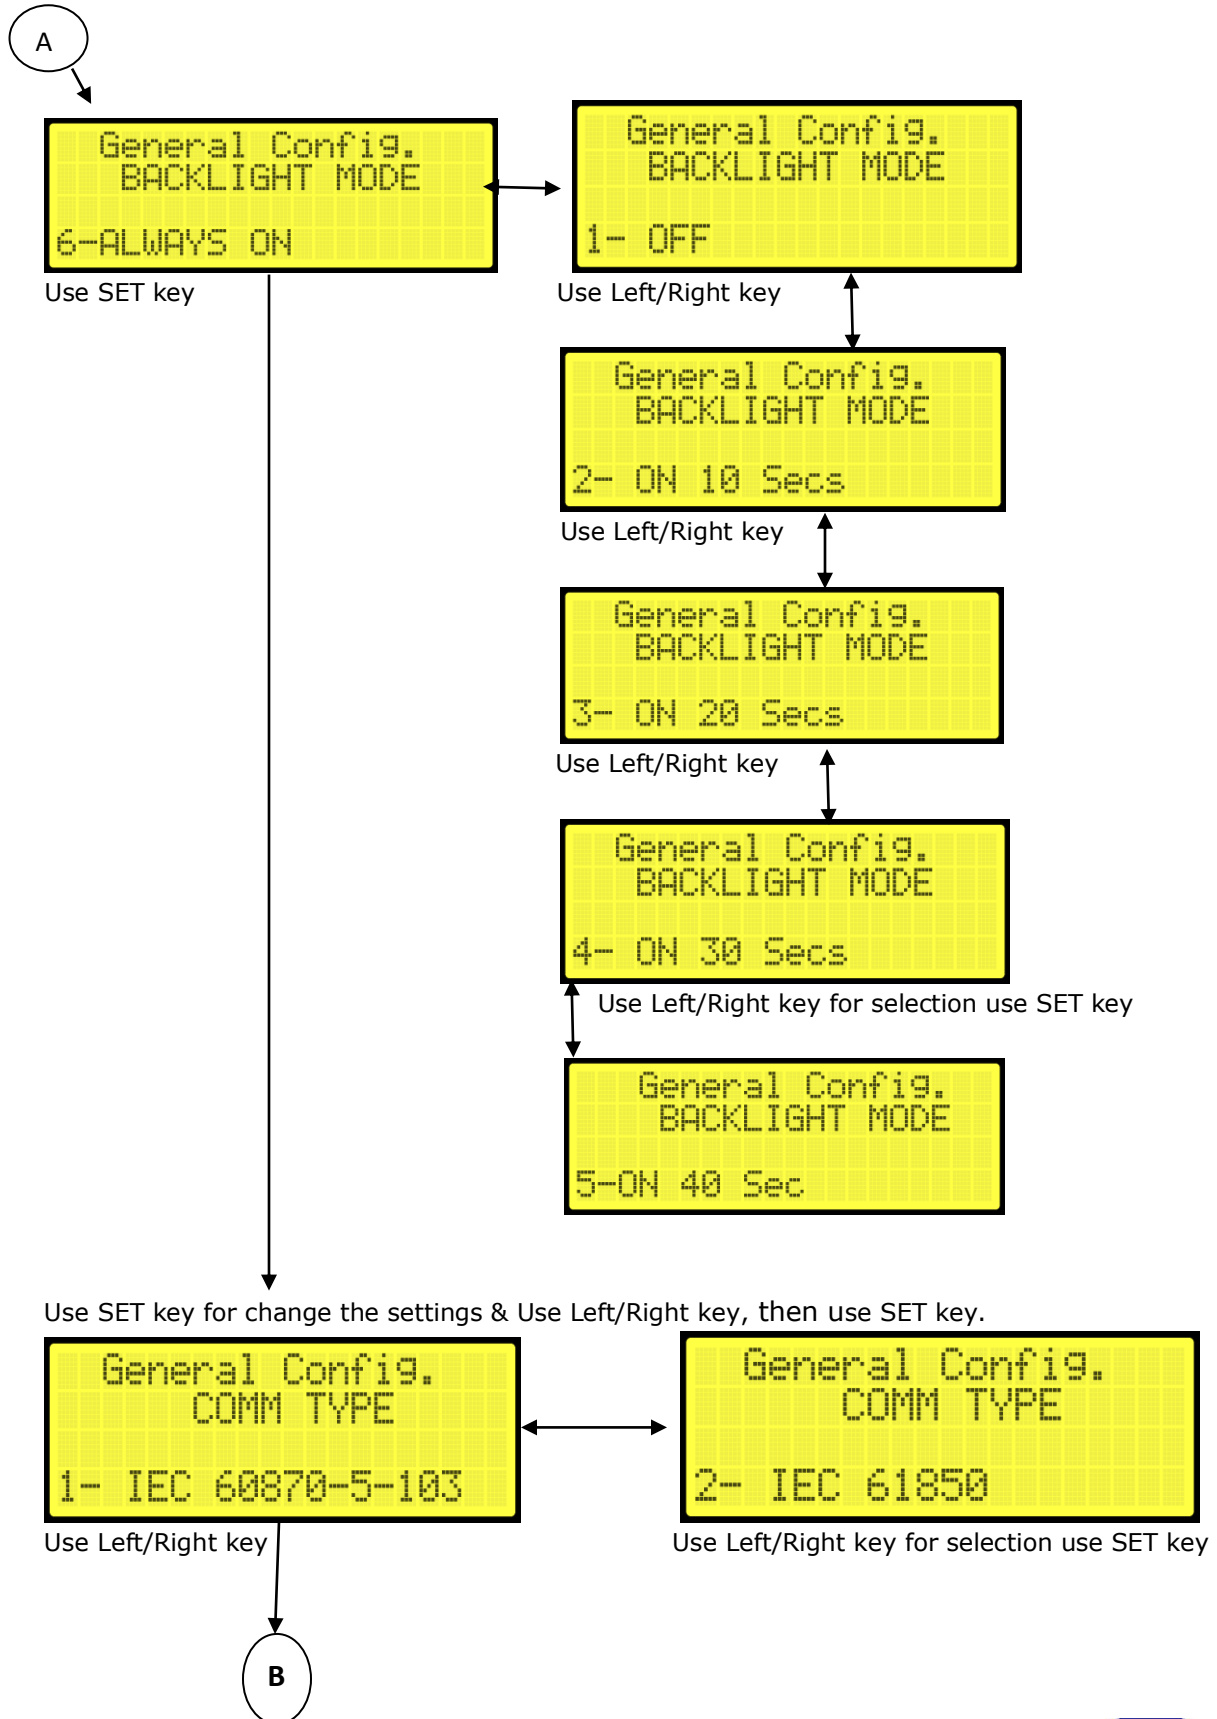 A
General Config.
BACKLIGHT MODE
6-ALWAYS ON
Use SET key
General Config.
BACKLIGHT MODE
1- OFF
Use Left/Right key
General Config.
BACKLIGHT MODE
2- ON 10 Secs
Use Left/Right key
General Config.
BACKLIGHT MODE
3- ON 20 Secs
Use Left/Right key
General Config.
BACKLIGHT MODE
4- ON 30 Secs
Use Left/Right key for selection use SET key
General Config.
BACKLIGHT MODE
5-ON 40 Sec
Use SET key for change the settings & Use Left/Right key, then use SET key.
General Config.
COMM TYPE
1- IEC 60870-5-103
Use Left/Right key
General Config.
COMM TYPE
2- IEC 61850
Use Left/Right key for selection use SET key
B